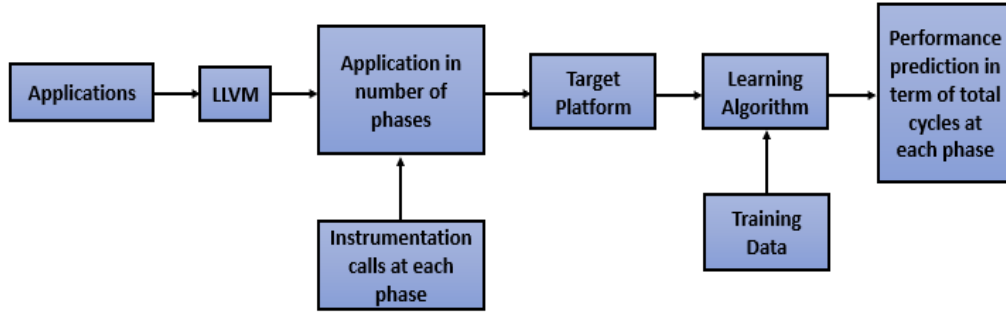 Applications
LLVM
Application in
number of
phases
Instrumentation
calls at each
phase
Target
Platform
Learning
Algorithm
Training
Data
Performance
prediction in
term of total
cycles at
each phase